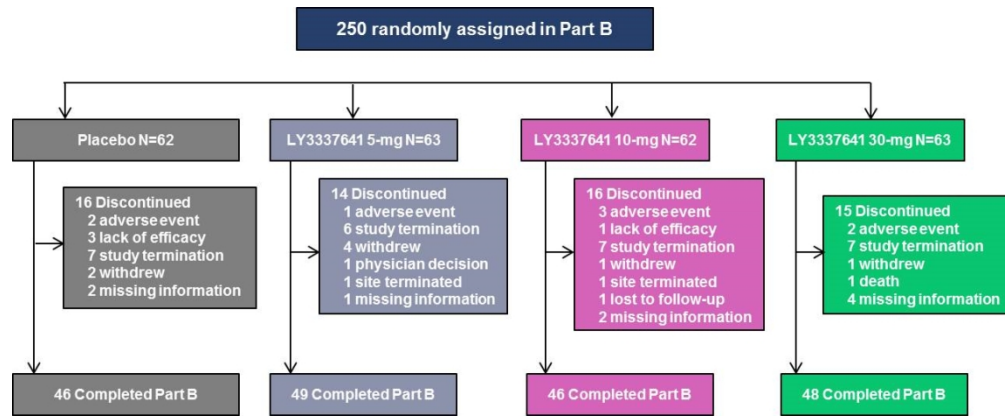 250 randomly assigned in Part B
Placebo N=62
LY3337641 5-mg N=63
LY3337641 10-mg N=62
LY3337641 30-mg N=63
16 Discontinued
2 adverse event
3 lack of efficacy
7 study termination
2 withdrew
2 missing information
14 Discontinued
1 adverse event
6 study termination
4 withdrew
1 physician decision
1 site terminated
1 missing information
16 Discontinued
3 adverse event
1 lack of efficacy
7 study termination
1 withdrew
1 site terminated
1 lost to follow-up
2 missing information
15 Discontinued
2 adverse event
7 study termination
1 withdrew
1 death
4 missing information
46 Completed Part B
49 Completed Part B
46 Completed Part B
48 Completed Part B